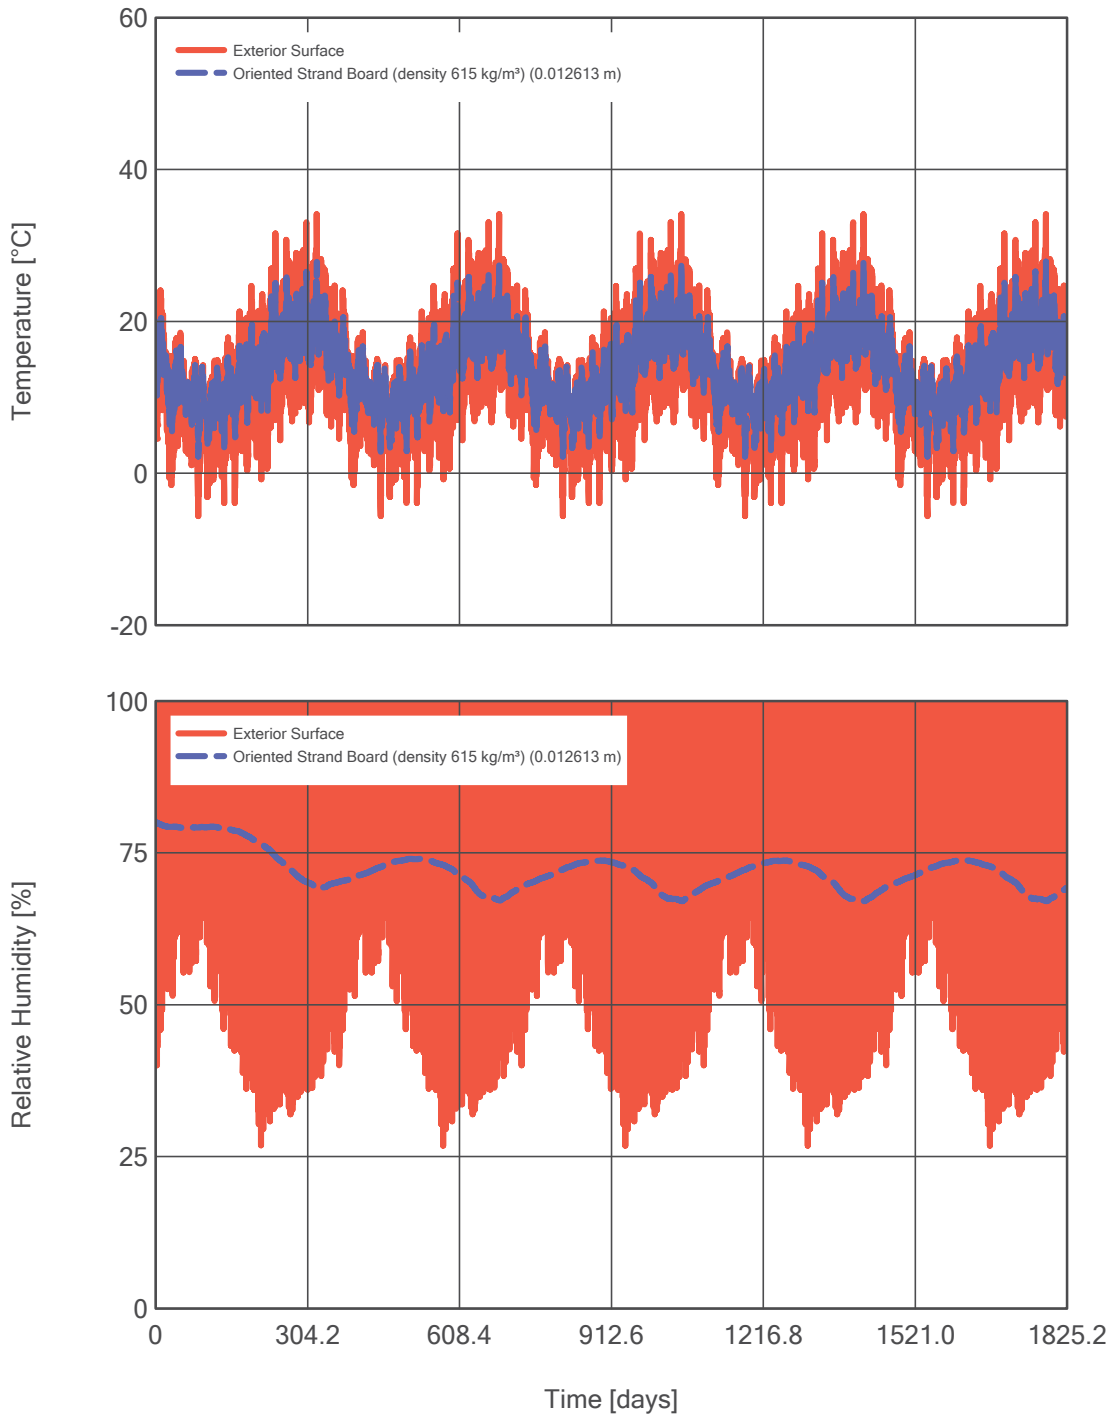 60
Exterior Surface
Oriented Strand Board (density 615 kg/m³) (0.012613 m)
40
Temperature [°C]
20
0
-20
100
Exterior Surface
Oriented Strand Board (density 615 kg/m³) (0.012613 m)
75
Relative Humidity [%]
50
25
0
0 304.2 608.4 912.6 1216.8 1521.0 1825.2
Time [days]